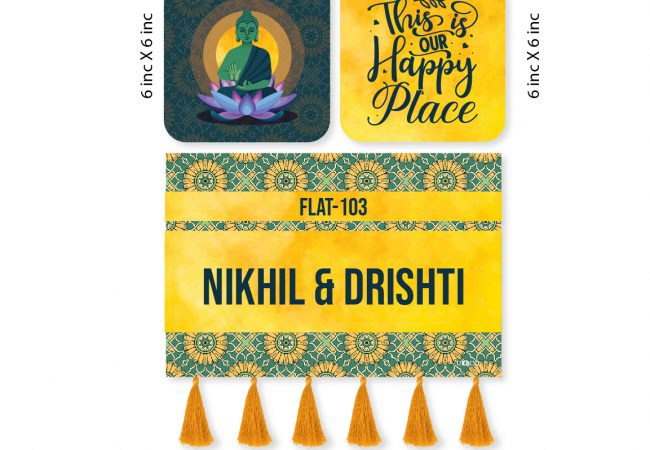 6 inc X 6 inc
This is
OUR
Happy
Place
6 inc X 6 inc
FLAT-103
NIKHIL & DRISHTI